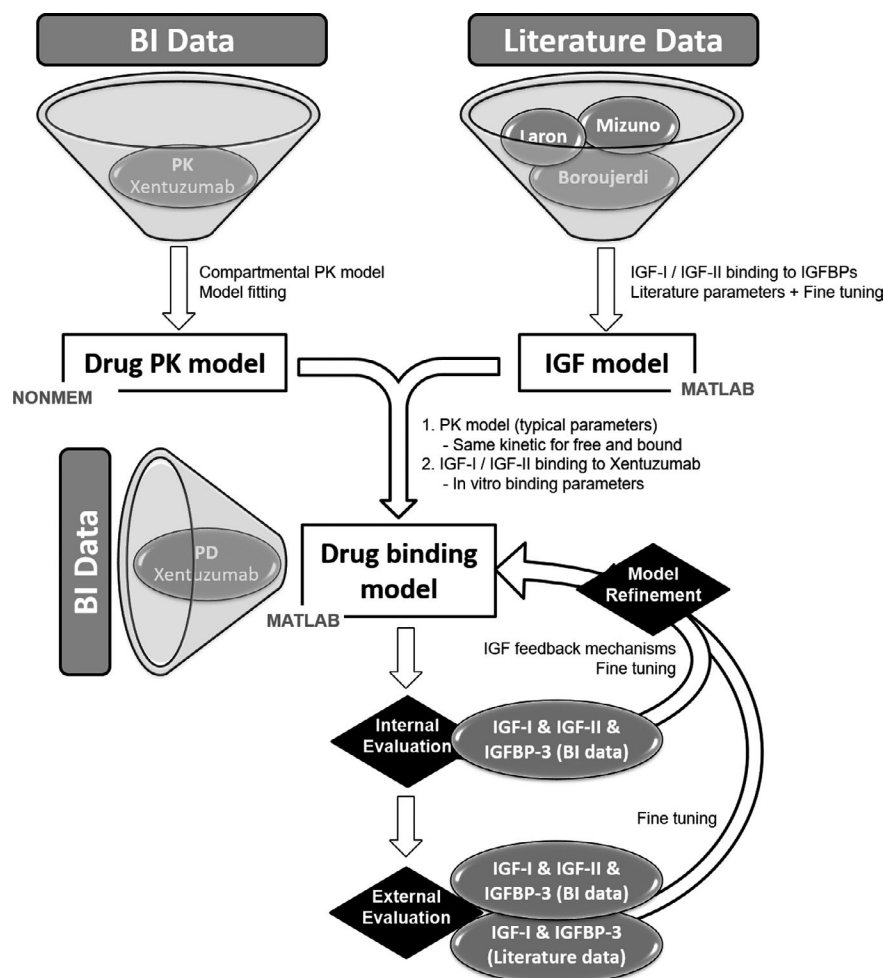 BI Data
Literature Data
PK
Xentuzumab
Laron
Mizuno
Boroujerdi
Compartmental PK model
Model fitting
IGF-I / IGF-II binding to IGFBPs
Literature parameters + Fine tuning
Drug PK model
NONMEM
IGF model
MATLAB
1. PK model (typical parameters)
- Same kinetic for free and bound
2. IGF-I / IGF-II binding to Xentuzumab
- In vitro binding parameters
BI Data
PD
Xentuzumab
Drug binding
model
MATLAB
Model
Refinement
IGF feedback mechanisms
Fine tuning
Internal
Evaluation
IGF-I & IGF-II &
IGFBP-3 (BI data)
Fine tuning
External
Evaluation
IGF-I & IGF-II &
IGFBP-3 (BI data)
IGF-I & IGFBP-3
(Literature data)